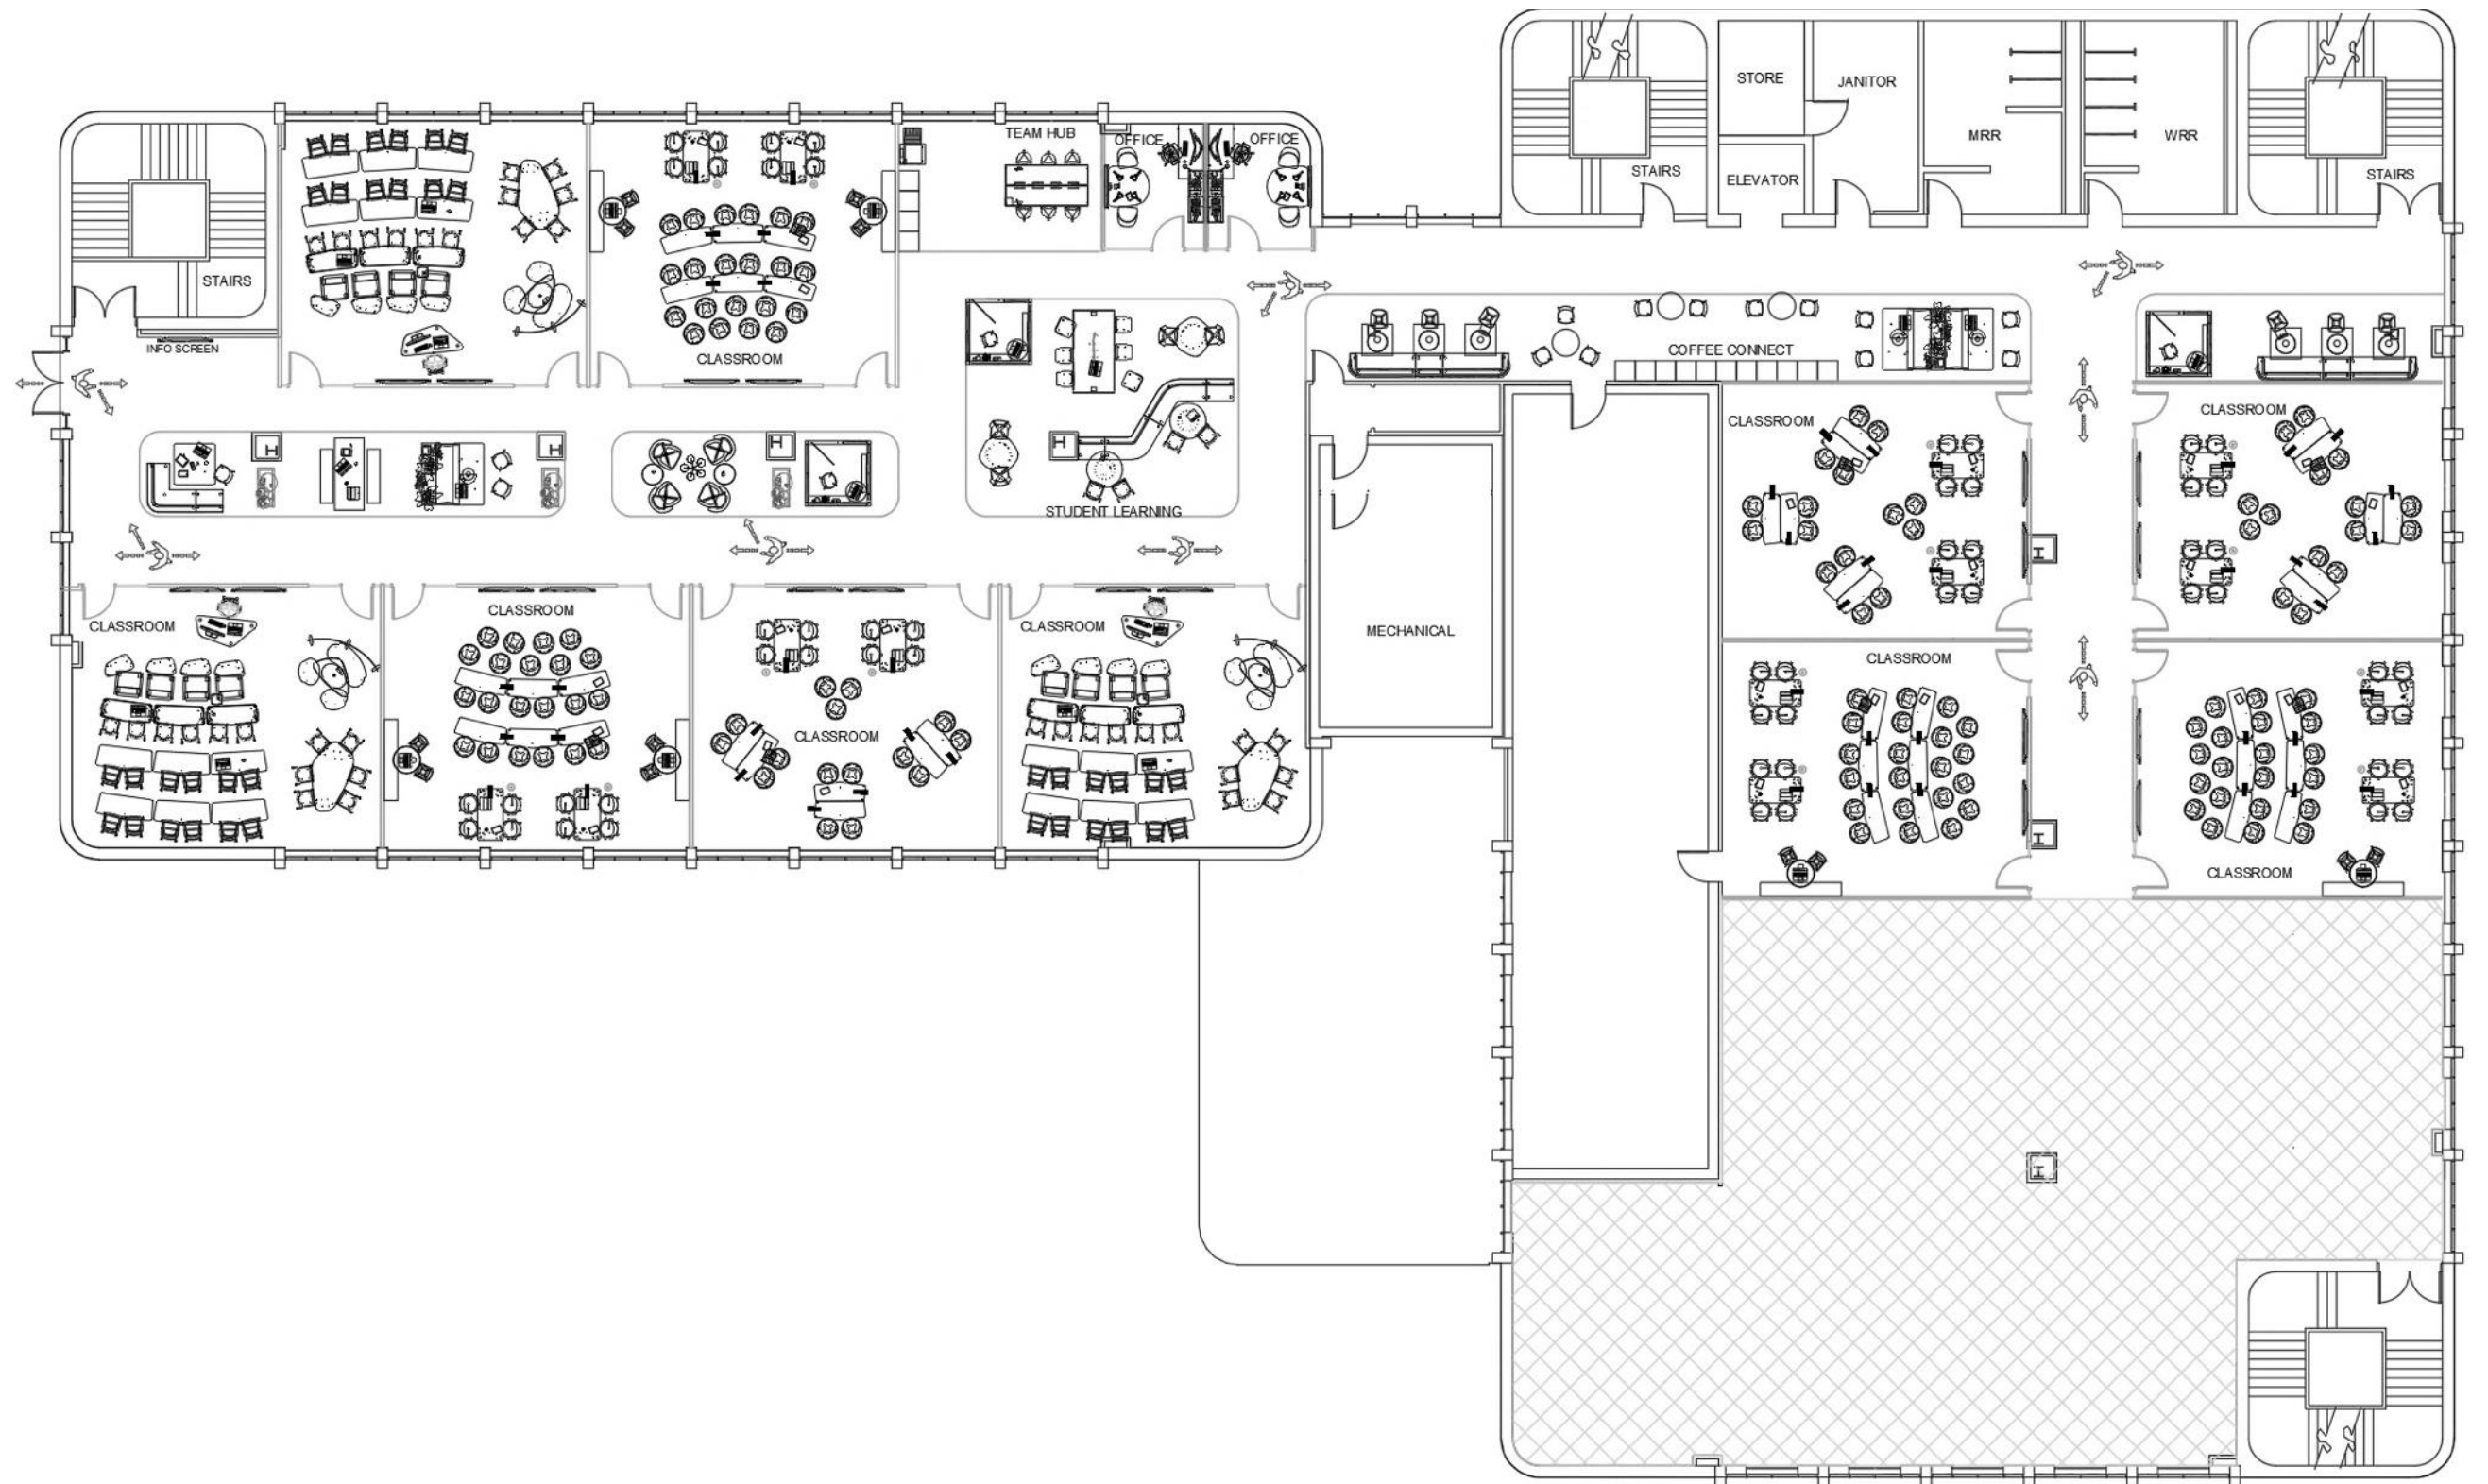 STORE
JANITOR
MRR
WRR
STAIRS
ELEVATOR
STAIRS
TEAM HUB
OFFICE
OFFICE
STAIRS
INFO SCREEN
CLASSROOM
COFFEE CONNECT
CLASSROOM
CLASSROOM
STUDENT LEARNING
CLASSROOM
CLASSROOM
CLASSROOM
CLASSROOM
MECHANICAL
CLASSROOM
CLASSROOM
H
H
H
H
H
H
H